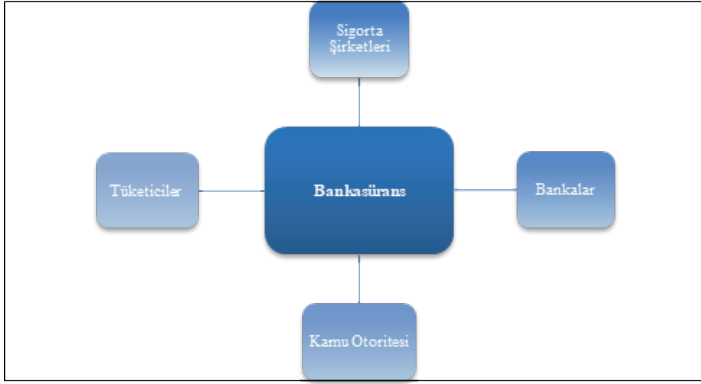 Sigorta
Şirketleri
Tüketiciler
Bankasürans
Bankalar
Kamu Otoritesi